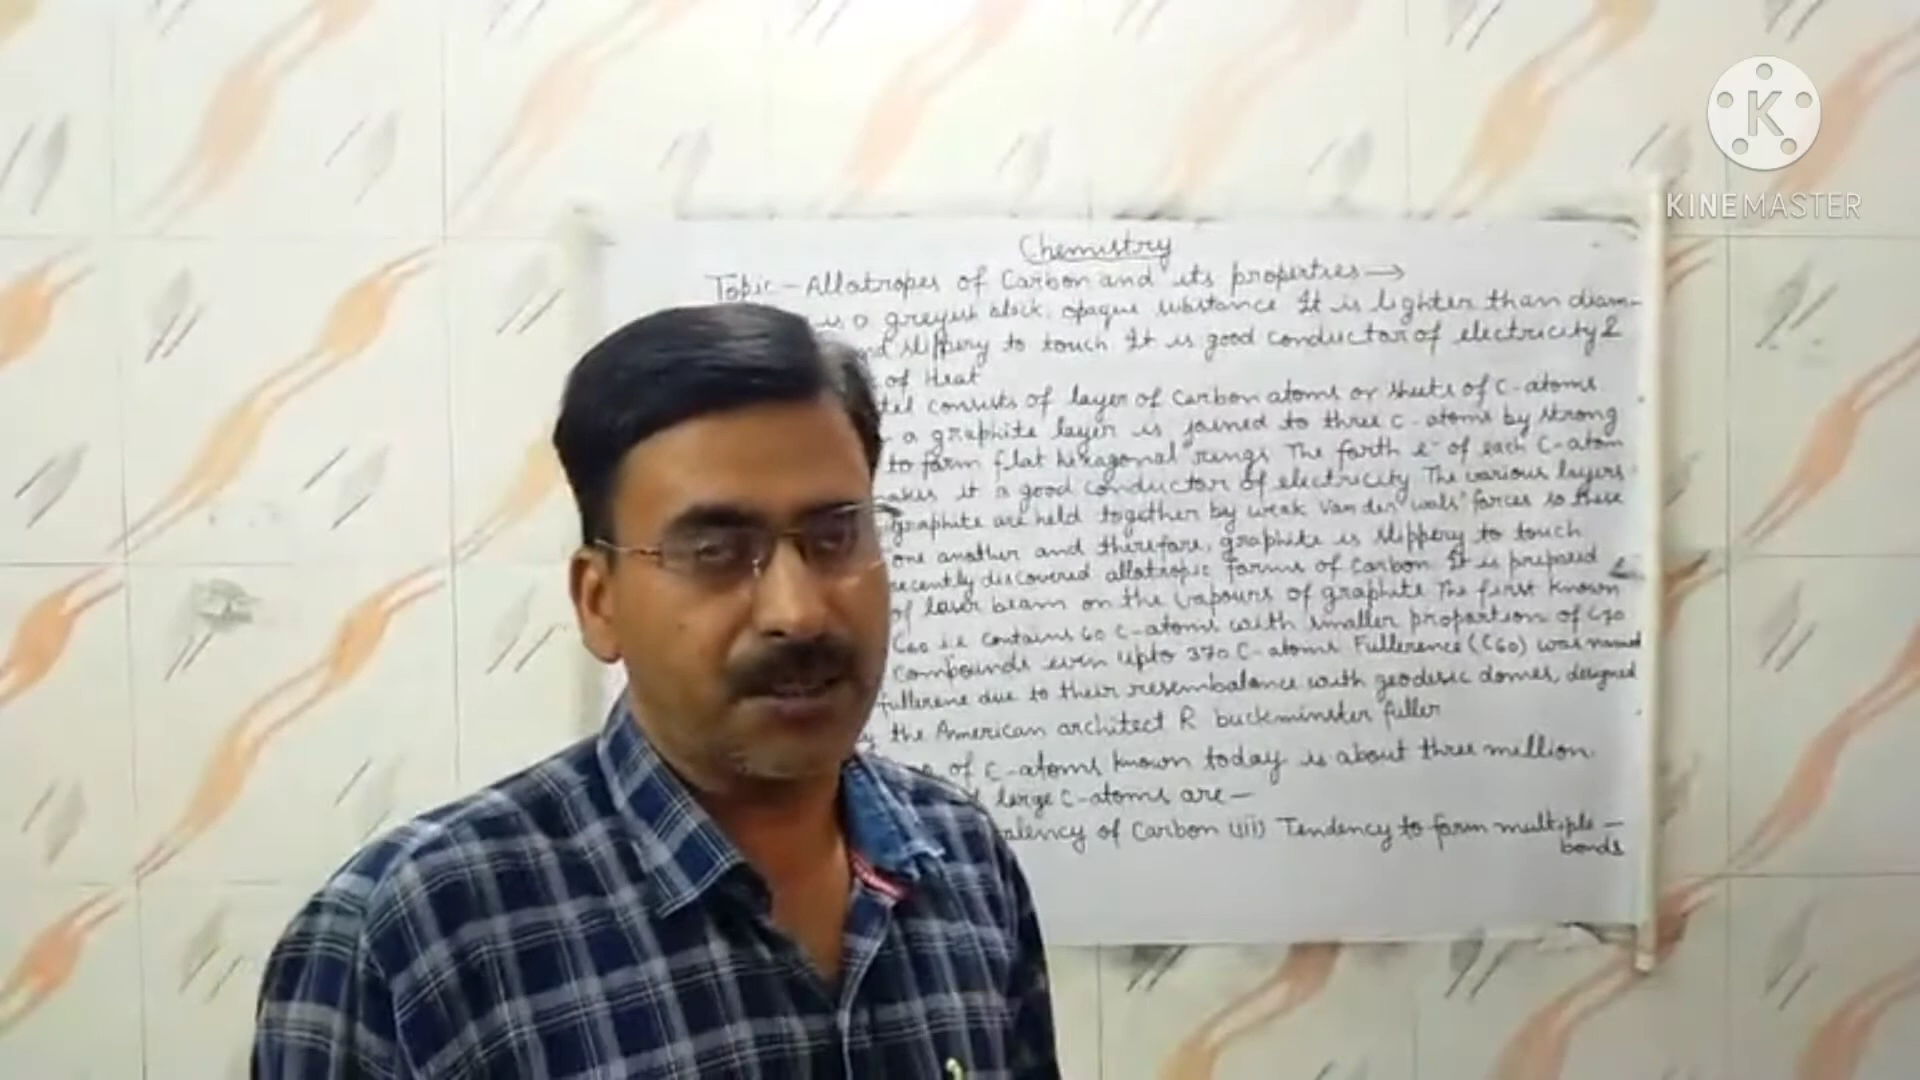 K
KINEMASTER
Chemistry
Topic - Allotropes of Carbon and its properties →
is a greyish black, opaque substance It is lighter than diam-
nd slippery to touch It is good conductor of electricity &
of Heat
tal consists of layer of Carbon atoms or sheets of C-atoms
a graphite layer is joined to three C-atoms by strong
to form flat hexagonal rings The forth e⁻ of each C-atom
makes it a good conductor of electricity The various layers
graphite are held together by weak Van der wals' forces so these
one another and therefore, graphite is slippery to touch
recently discovered allotropic forms of Carbon It is prepared
of laser beam on the vapours of graphite The first known
C60 i.e contains 60 C-atoms with smaller proportion of C70
compounds even upto 370 C-atoms Fullerence (C60) was named
fullerene due to their resembalance with geodesic domes, designed
by the American architect R buckminster fuller
no of C-atoms known today is about three million.
large C-atoms are -
valency of Carbon (iii) Tendency to form multiple -
bonds